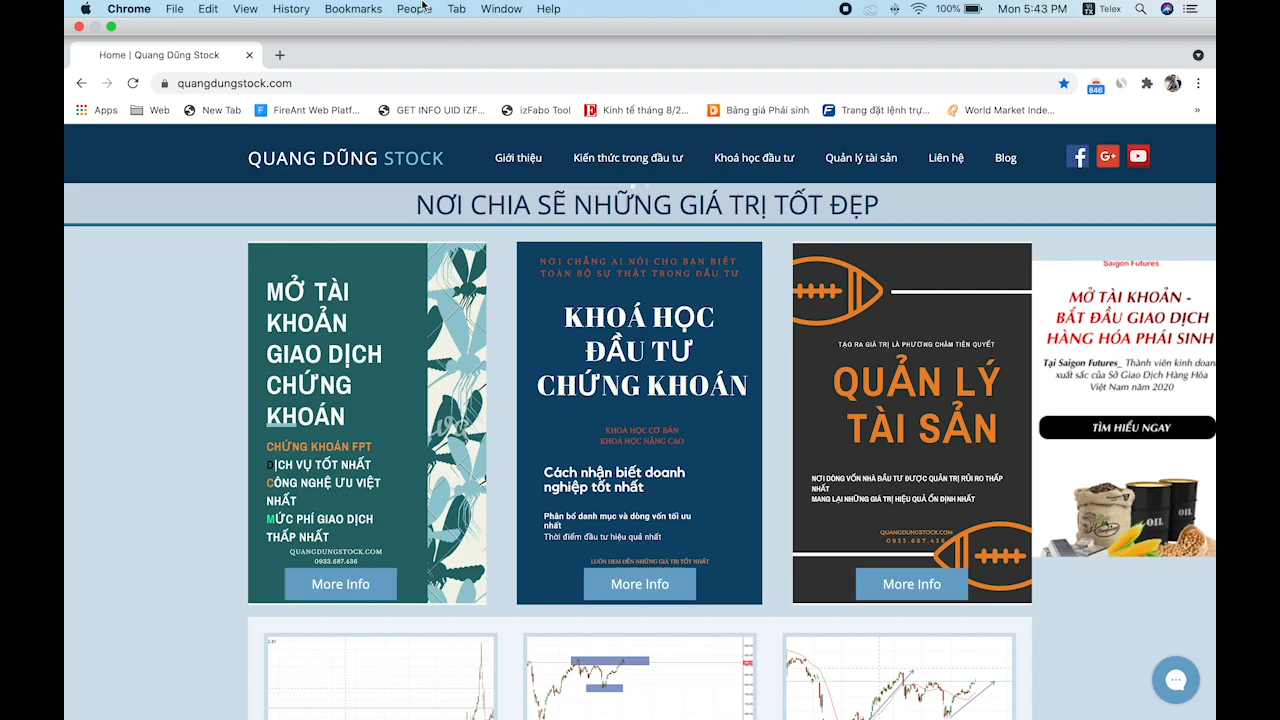 Chrome File Edit View History Bookmarks People Tab Window Help 100% Mon 5:43 PM VI TX Telex
Home | Quang Dũng Stock
quangdungstock.com
846
Apps Web New Tab FireAnt Web Platf... GET INFO UID IZF... izFabo Tool Kinh tế tháng 8/2... Bảng giá Phái sinh Trang đặt lệnh trự... World Market Inde... »
QUANG DŨNG STOCK Giới thiệu Kiến thức trong đầu tư Khoá học đầu tư Quản lý tài sản Liên hệ Blog
NƠI CHIA SẼ NHỮNG GIÁ TRỊ TỐT ĐẸP
MỞ TÀI
KHOẢN
GIAO DỊCH
CHỨNG
KHOÁN
CHỨNG KHOÁN FPT
DỊCH VỤ TỐT NHẤT
CÔNG NGHỆ ƯU VIỆT
NHẤT
MỨC PHÍ GIAO DỊCH
THẤP NHẤT
QUANGDUNGSTOCK.COM
0933.687.436
More Info
NƠI CHẲNG AI NÓI CHO BẠN BIẾT
TOÀN BỘ SỰ THẬT TRONG ĐẦU TƯ
KHOÁ HỌC
ĐẦU TƯ
CHỨNG KHOÁN
KHOÁ HỌC CƠ BẢN
KHOÁ HỌC NÂNG CAO
Cách nhận biết doanh
nghiệp tốt nhất
Phân bổ danh mục và dòng vốn tối ưu
nhất
Thời điểm đầu tư hiệu quả nhất
LUÔN ĐEM ĐẾN NHỮNG GIÁ TRỊ TỐT NHẤT
More Info
TẠO RA GIÁ TRỊ LÀ PHƯƠNG CHÂM TIÊN QUYẾT
QUẢN LÝ
TÀI SẢN
NƠI DÒNG VỐN NHÀ ĐẦU TƯ ĐƯỢC QUẢN TRỊ RỦI RO THẤP
NHẤT
MANG LẠI NHỮNG GIÁ TRỊ HIỆU QUẢ ỔN ĐỊNH NHẤT
QUANGDUNGSTOCK.COM
0933.687.436
More Info
Saigon Futures
MỞ TÀI KHOẢN -
BẮT ĐẦU GIAO DỊCH
HÀNG HÓA PHÁI SINH
Tại Saigon Futures_ Thành viên kinh doan
xuất sắc của Sở Giao Dịch Hàng Hóa
Việt Nam năm 2020
TÌM HIỂU NGAY
OIL OIL